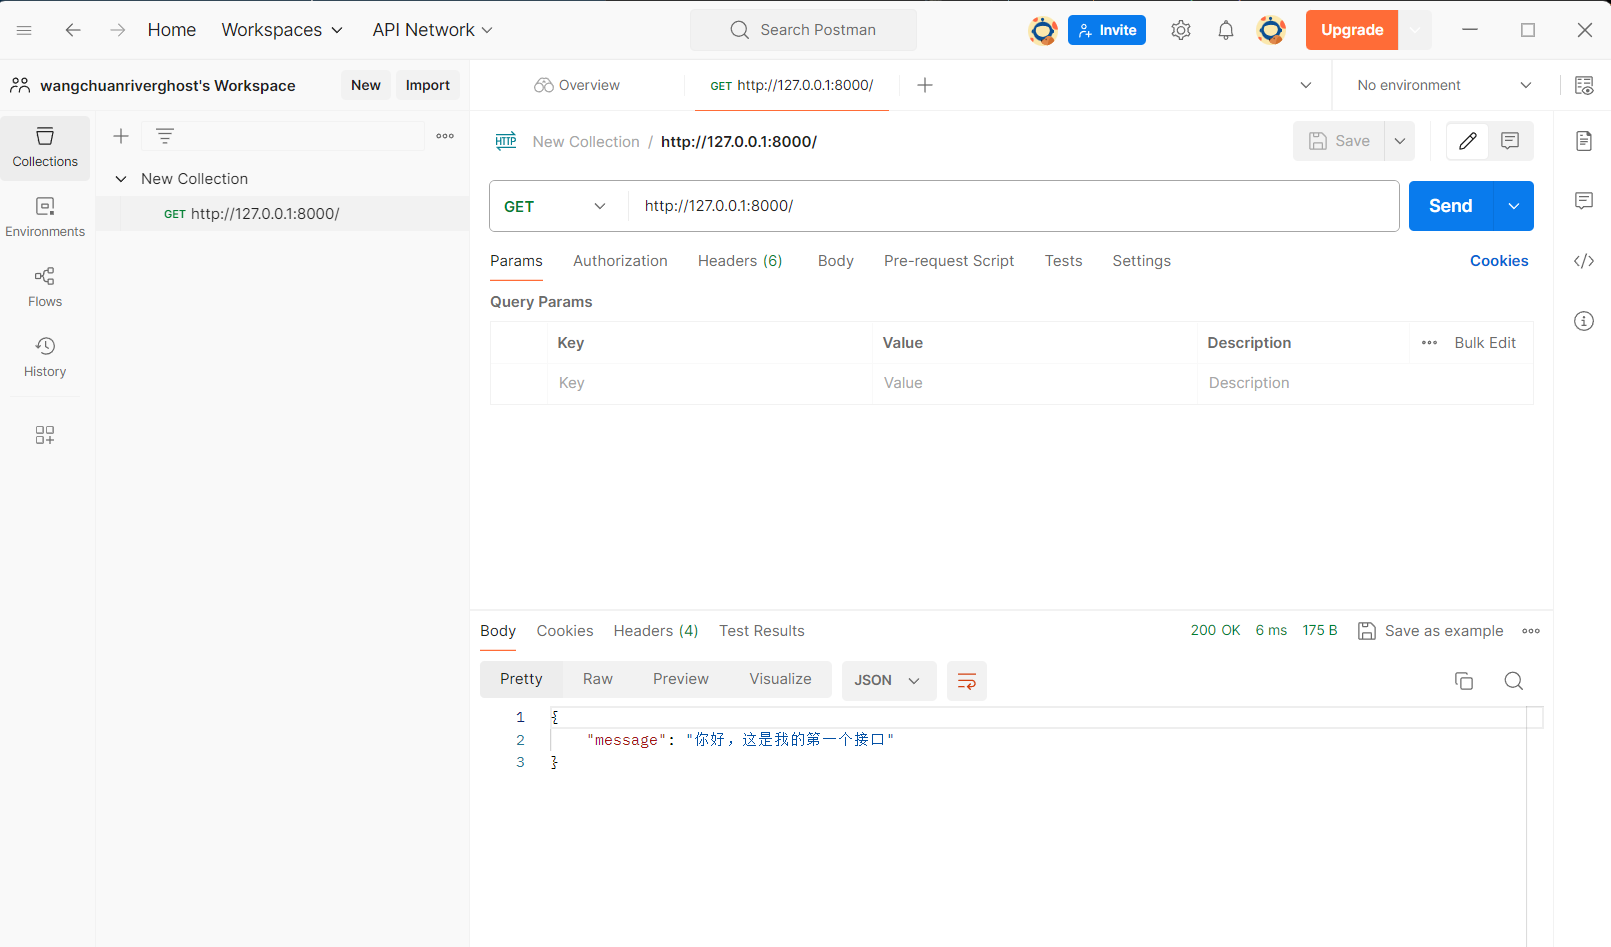 Home Workspaces API Network Search Postman Invite Upgrade
wangchuanriverghost's Workspace New Import Overview GET http://127.0.0.1:8000/ No environment
Collections
Environments
Flows
History
New Collection
GET http://127.0.0.1:8000/
HTTP New Collection / http://127.0.0.1:8000/ Save
GET http://127.0.0.1:8000/ Send
Params Authorization Headers (6) Body Pre-request Script Tests Settings Cookies
Query Params
Key Value Description Bulk Edit
Key Value Description
Body Cookies Headers (4) Test Results 200 OK 6 ms 175 B Save as example
Pretty Raw Preview Visualize JSON
1 {
2 "message": "你好，这是我的第一个接口"
3 }